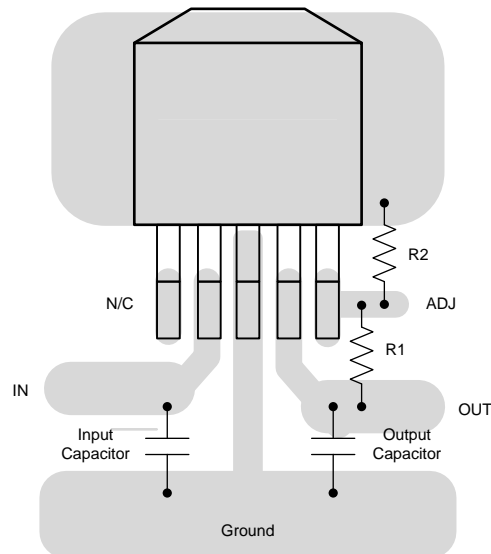 R2
N/C
ADJ
R1
IN
OUT
Input
Capacitor
Output
Capacitor
Ground